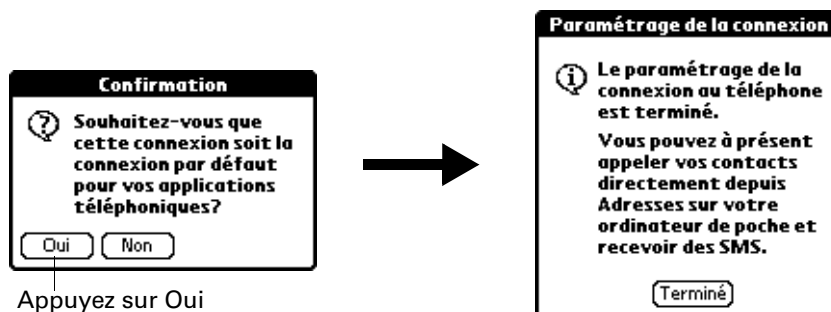 Confirmation
Souhaitez-vous que
cette connexion soit la
connexion par défaut
pour vos applications
téléphoniques?
Oui
Non
Appuyez sur Oui
Paramétrage de la connexion
Le paramétrage de la
connexion au téléphone
est terminé.
Vous pouvez à présent
appeler vos contacts
directement depuis
Adresses sur votre
ordinateur de poche et
recevoir des SMS.
Terminé